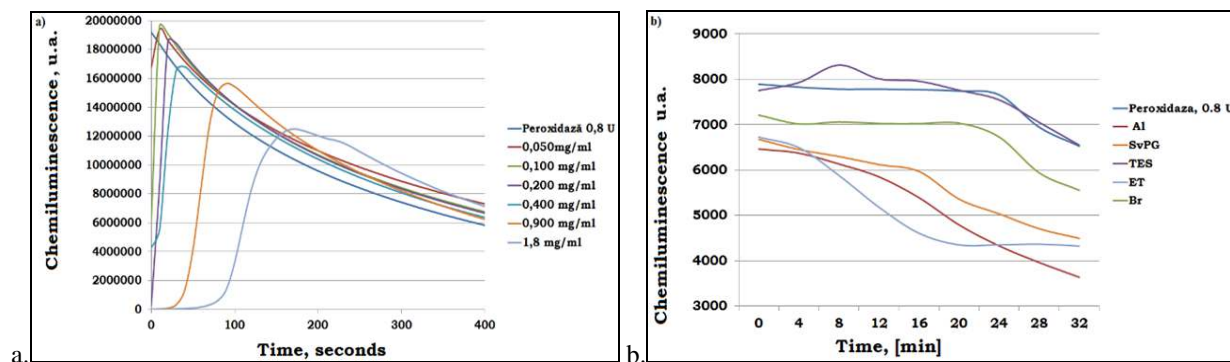 a)
Chemiluminescence, u.a.
20000000
18000000
16000000
14000000
12000000
10000000
8000000
6000000
4000000
2000000
0
0 100 200 300 400
Time, seconds
Peroxidază 0,8 U
0,050mg/ml
0,100 mg/ml
0,200 mg/ml
0,400 mg/ml
0,900 mg/ml
1,8 mg/ml
a.
b)
Chemiluminescence u.a.
9000
8000
7000
6000
5000
4000
3000
0 4 8 12 16 20 24 28 32
Time, [min]
Peroxidaza, 0.8 U
Al
SvPG
TES
ET
Br
b.